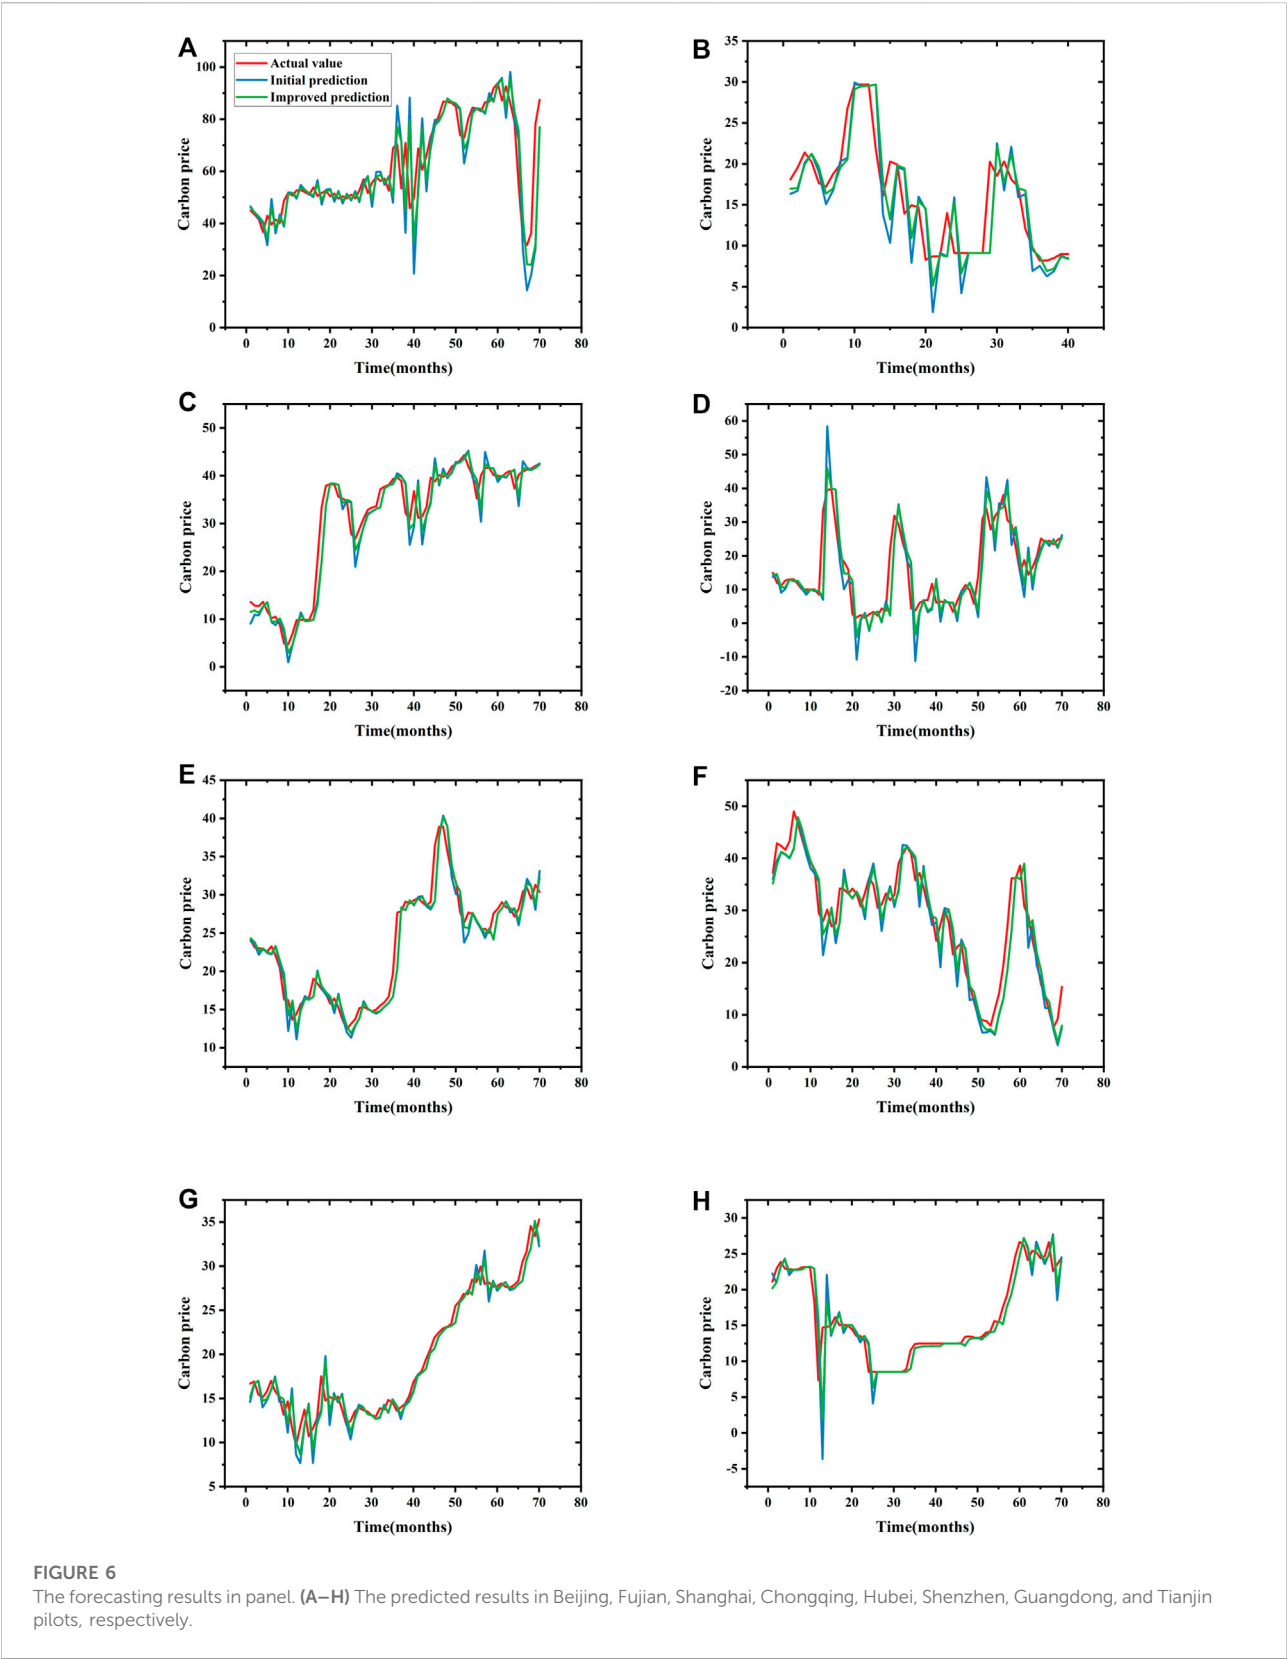 A
Actual value
Initial prediction
Improved prediction
100
80
60
40
20
0
Carbon price
0 10 20 30 40 50 60 70 80
Time(months)
B
35
30
25
20
15
10
5
0
Carbon price
0 10 20 30 40
Time(months)
C
50
40
30
20
10
0
Carbon price
0 10 20 30 40 50 60 70 80
Time(months)
D
60
50
40
30
20
10
0
-10
-20
Carbon price
0 10 20 30 40 50 60 70 80
Time(months)
E
45
40
35
30
25
20
15
10
Carbon price
0 10 20 30 40 50 60 70 80
Time(months)
F
50
40
30
20
10
0
Carbon price
0 10 20 30 40 50 60 70 80
Time(months)
G
35
30
25
20
15
10
5
Carbon price
0 10 20 30 40 50 60 70 80
Time(months)
H
30
25
20
15
10
5
0
-5
Carbon price
0 10 20 30 40 50 60 70 80
Time(months)
FIGURE 6
The forecasting results in panel. (A–H) The predicted results in Beijing, Fujian, Shanghai, Chongqing, Hubei, Shenzhen, Guangdong, and Tianjin
pilots, respectively.